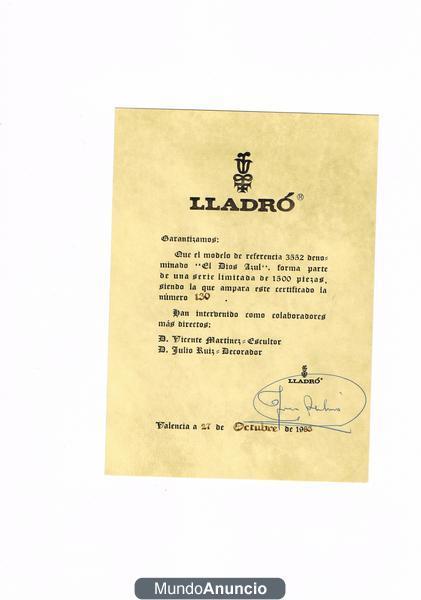 LLADRÓ®
Garantizamos:
Que el modelo de referencia 3552 deno=
minado "El Dios Azul", forma parte
de una serie limitada de 1500 piezas,
siendo la que ampara este certificado la
número 130 .
Han intervenido como colaboradores
más directos:
D. Vicente Martinez=Escultor
D. Julio Ruiz=Decorador
LLADRÓ®
Valencia a 27 de Octubre de 1983
MundoAnuncio